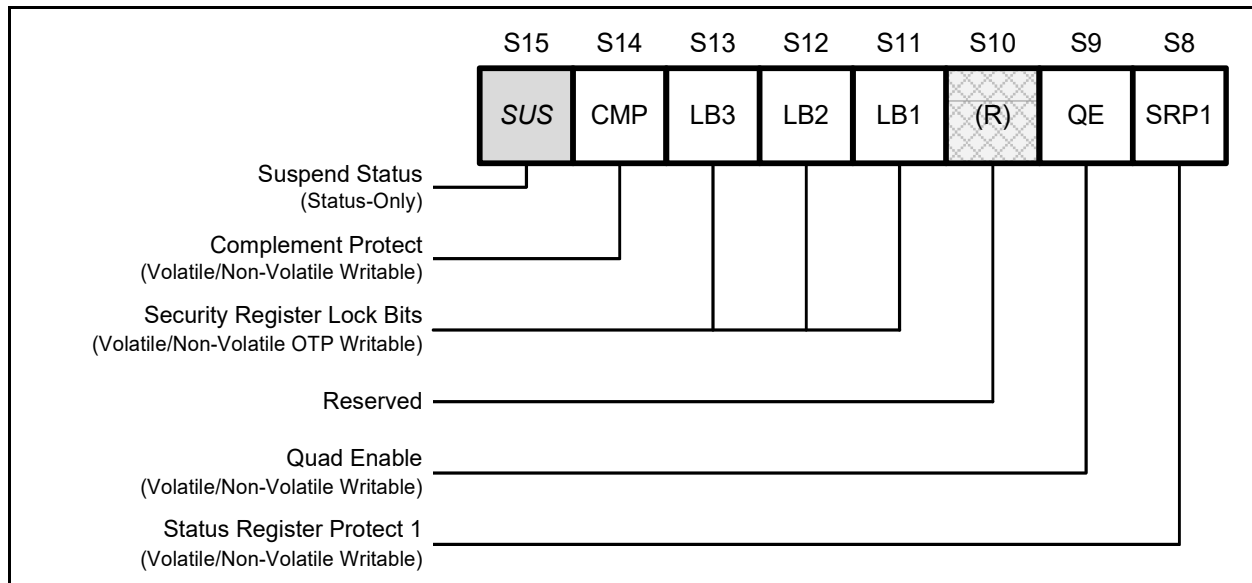 S15 S14 S13 S12 S11 S10 S9 S8
SUS CMP LB3 LB2 LB1 (R) QE SRP1
Suspend Status
(Status-Only)
Complement Protect
(Volatile/Non-Volatile Writable)
Security Register Lock Bits
(Volatile/Non-Volatile OTP Writable)
Reserved
Quad Enable
(Volatile/Non-Volatile Writable)
Status Register Protect 1
(Volatile/Non-Volatile Writable)